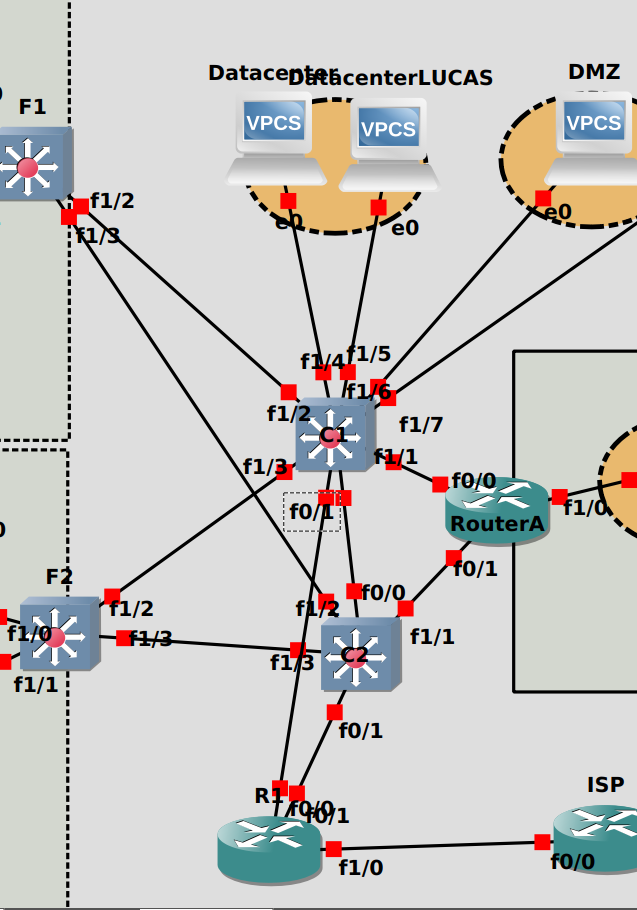 Datacenter
DatacenterLUCAS
DMZ
VPCS
VPCS
VPCS
F1
f1/2
f1/3
e0
e0
e0
f1/4
f1/5
f1/6
f1/2
f1/7
C1
f1/3
f1/1
f0/0
f0/1
f1/0
RouterA
f0/1
F2
f1/2
f1/2
f0/0
f1/0
f1/3
f1/1
C2
f1/3
f1/1
f0/1
R1
f0/0
f0/1
ISP
f1/0
f0/0